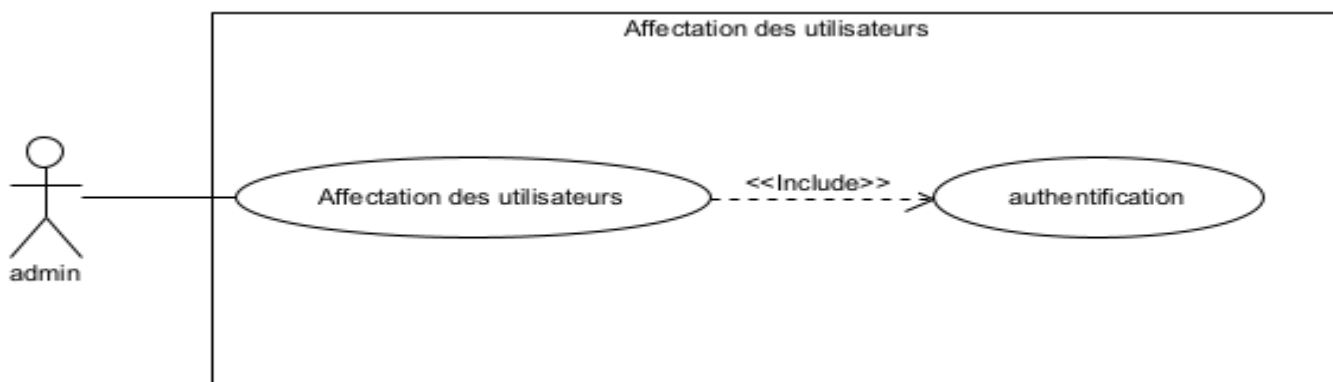 Affectation des utilisateurs
Affectation des utilisateurs
<<Include>>
authentification
admin